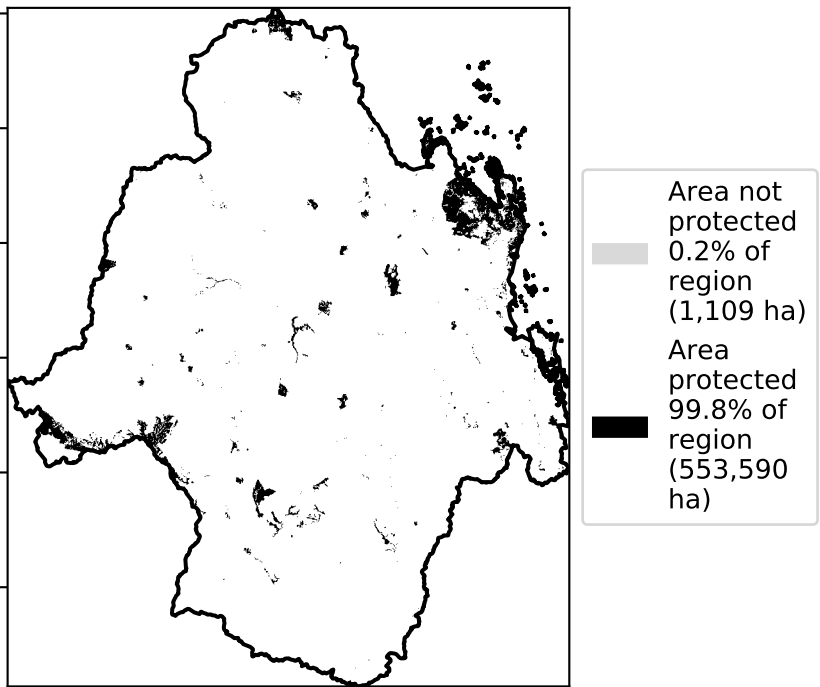 Area not
protected
0.2% of
region
(1,109 ha)
Area
protected
99.8% of
region
(553,590
ha)